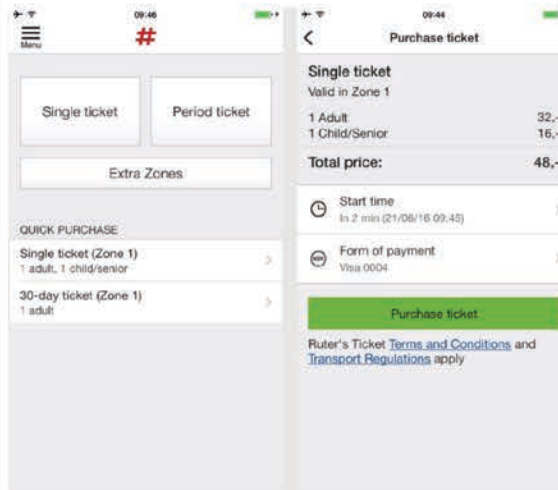 09:46
Menu
#
Single ticket
Period ticket
Extra Zones
QUICK PURCHASE
Single ticket (Zone 1)
1 adult, 1 child/senior
30-day ticket (Zone 1)
1 adult
09:44
Purchase ticket
Single ticket
Valid in Zone 1
1 Adult 32,-
1 Child/Senior 16,-
Total price: 48,-
Start time
In 2 min (21/06/16 09.45)
Form of payment
Visa 0004
Purchase ticket
Ruter's Ticket Terms and Conditions and
Transport Regulations apply